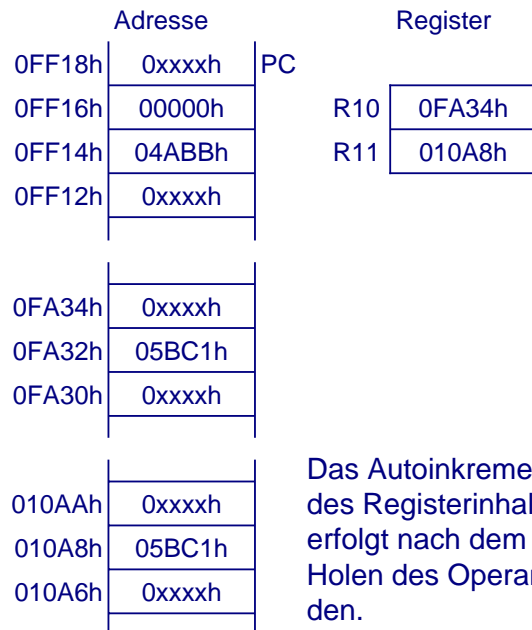 Adresse Register
0FF18h 0xxxxh PC
0FF16h 00000h R10 0FA34h
0FF14h 04ABBh R11 010A8h
0FF12h 0xxxxh
0FA34h 0xxxxh
0FA32h 05BC1h
0FA30h 0xxxxh
Das Autoinkreme
010AAh 0xxxxh des Registerinhal
010A8h 05BC1h erfolgt nach dem
010A6h 0xxxxh Holen des Operan
den.